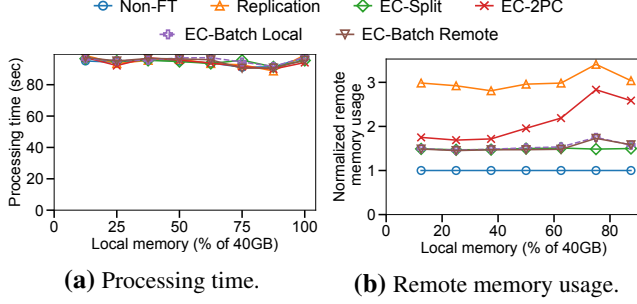 Non-FT Replication EC-Split EC-2PC
EC-Batch Local EC-Batch Remote
Processing time (sec)
80
60
40
20
0
0 25 50 75 100
Local memory (% of 40GB)
(a) Processing time.
Normalized remote
memory usage
3
2
1
0
20 40 60 80
Local memory (% of 40GB)
(b) Remote memory usage.